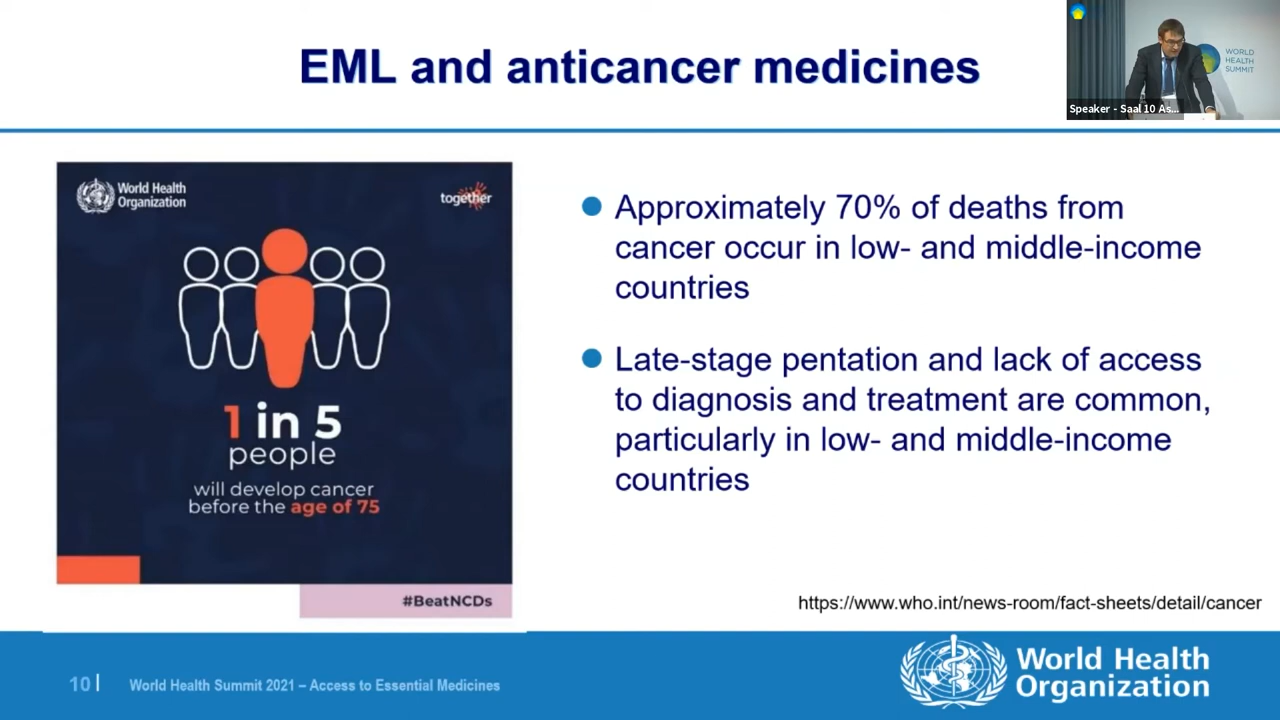 EML and anticancer medicines
WORLD
HEALTH
SUMMIT
Speaker - Saal 10 As...
World Health
Organization
together
1 in 5
people
will develop cancer
before the age of 75
#BeatNCDs
Approximately 70% of deaths from
cancer occur in low- and middle-income
countries
Late-stage pentation and lack of access
to diagnosis and treatment are common,
particularly in low- and middle-income
countries
https://www.who.int/news-room/fact-sheets/detail/cancer
10
World Health Summit 2021 – Access to Essential Medicines
World Health
Organization